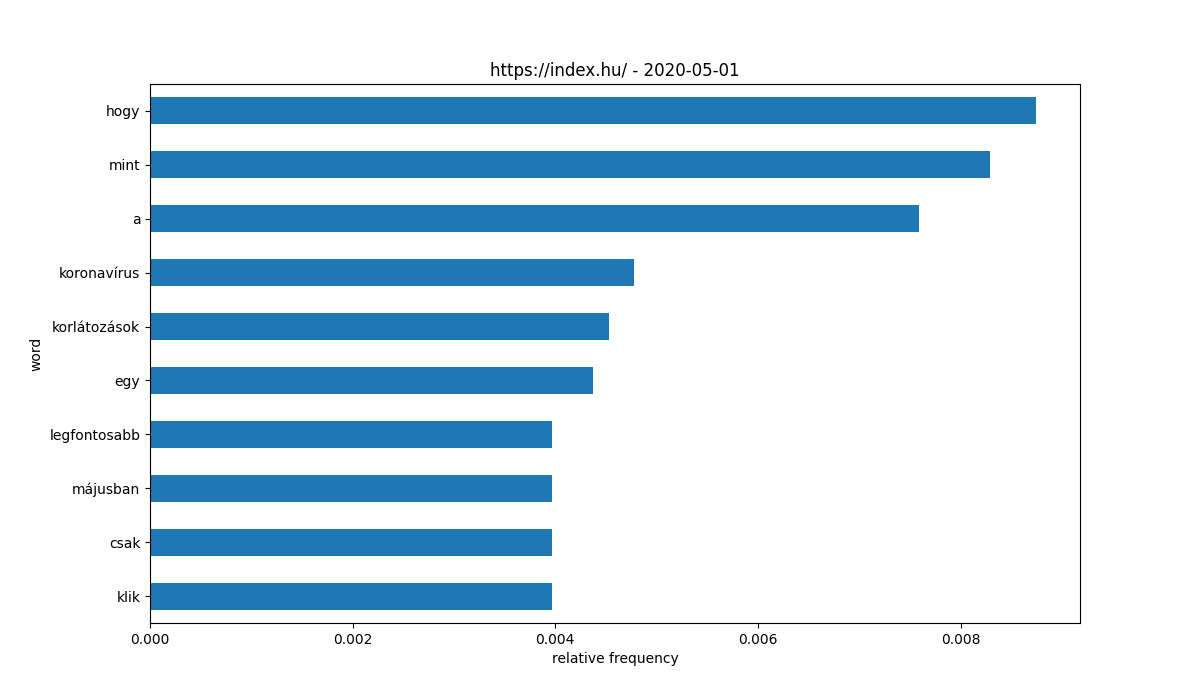 https://index.hu/ - 2020-05-01
hogy
mint
a
koronavírus
korlátozások
egy
legfontosabb
májusban
csak
klik
word
0.000 0.002 0.004 0.006 0.008
relative frequency